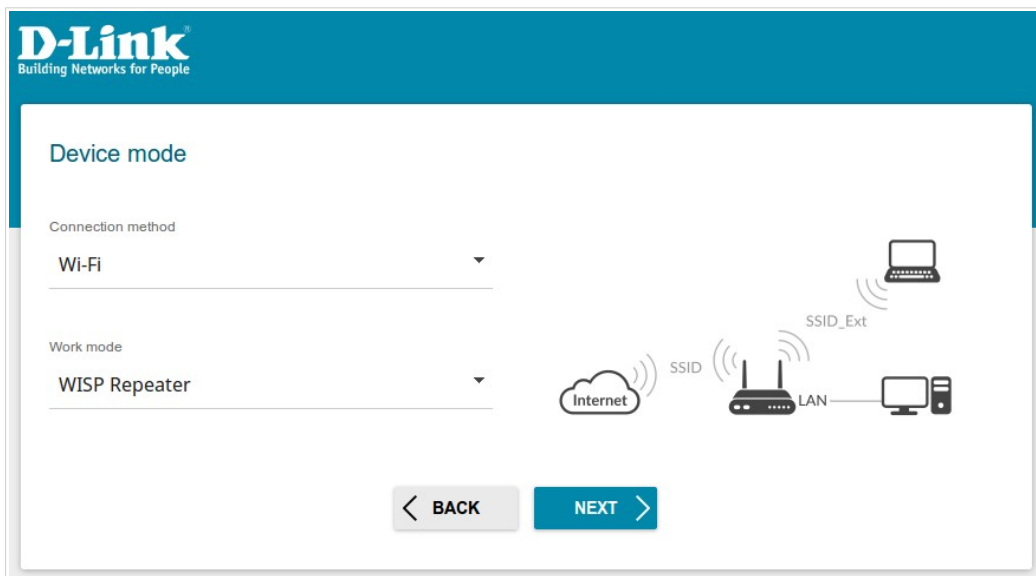 D-Link®
Building Networks for People
Device mode
Connection method
Wi-Fi
Work mode
WISP Repeater
SSID_Ext
SSID
Internet
LAN
BACK
NEXT